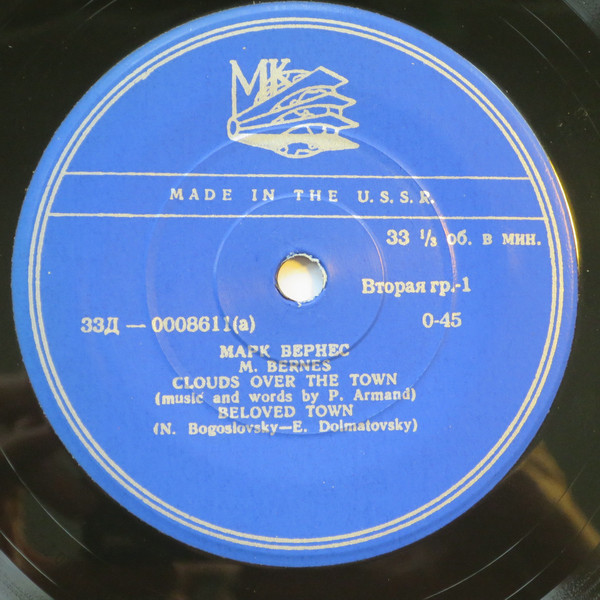 МК
MADE IN THE U.S.S.R.
33 ⅓ об. в мин.
Вторая гр.-1
33Д — 0008611(а)
0-45
МАРК БЕРНЕС
M. BERNES
CLOUDS OVER THE TOWN
(music and words by P. Armand)
BELOVED TOWN
(N. Bogoslovsky—E. Dolmatovsky)